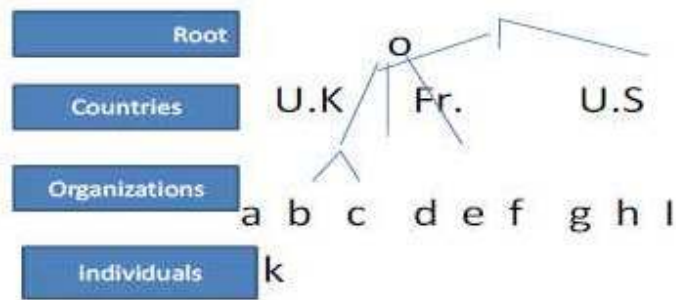 Root
o
Countries U.K Fr. U.S
Organizations
a b c d e f g h I
Individuals k